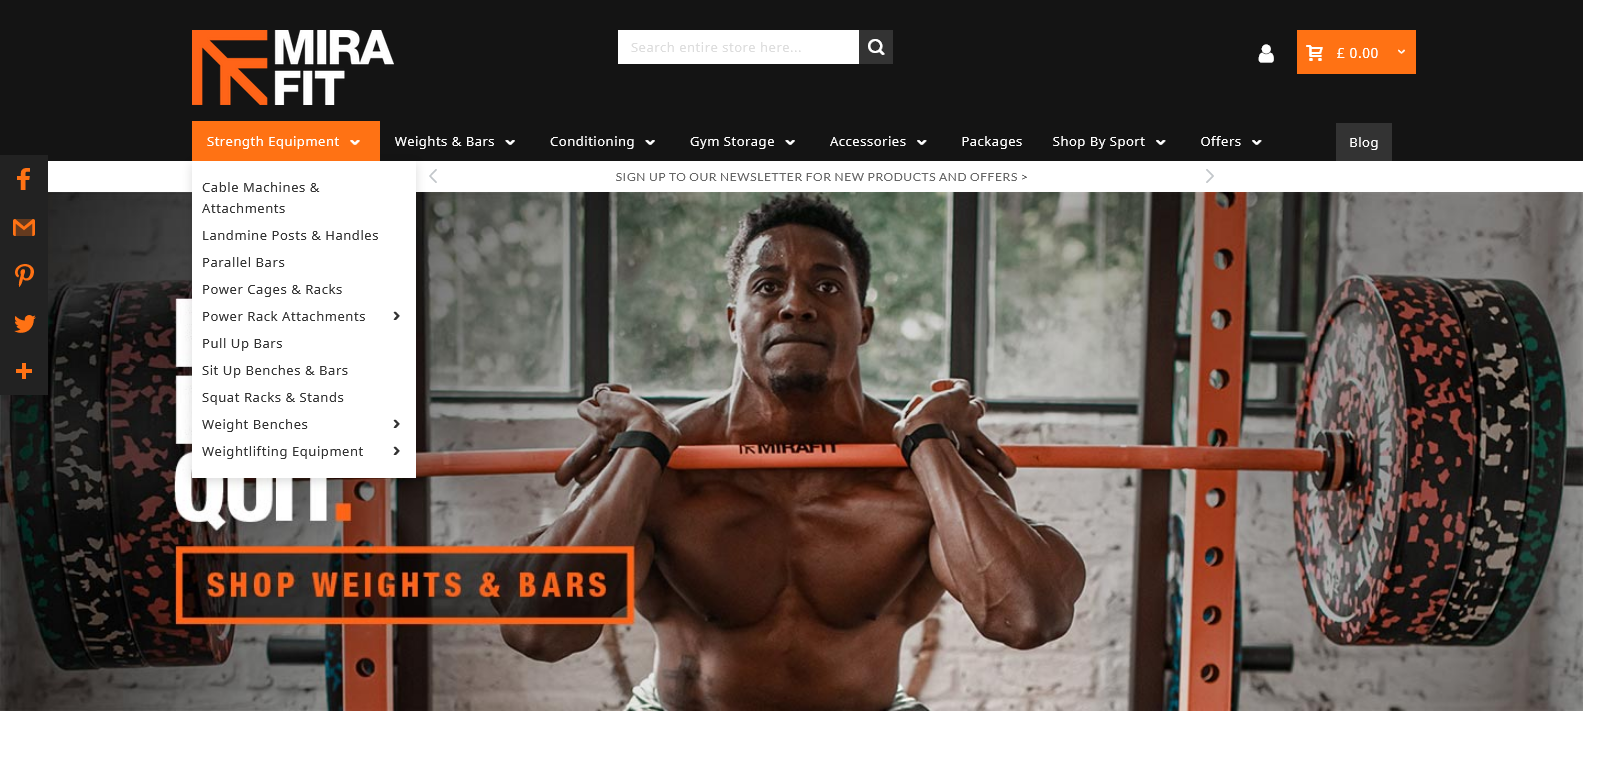 MIRA
FIT
Search entire store here...
£ 0.00
Strength Equipment
Weights & Bars
Conditioning
Gym Storage
Accessories
Packages
Shop By Sport
Offers
Blog
SIGN UP TO OUR NEWSLETTER FOR NEW PRODUCTS AND OFFERS >
Cable Machines &
Attachments
Landmine Posts & Handles
Parallel Bars
Power Cages & Racks
Power Rack Attachments
Pull Up Bars
Sit Up Benches & Bars
Squat Racks & Stands
Weight Benches
Weightlifting Equipment
MIRAFIT
QUIT.
SHOP WEIGHTS & BARS